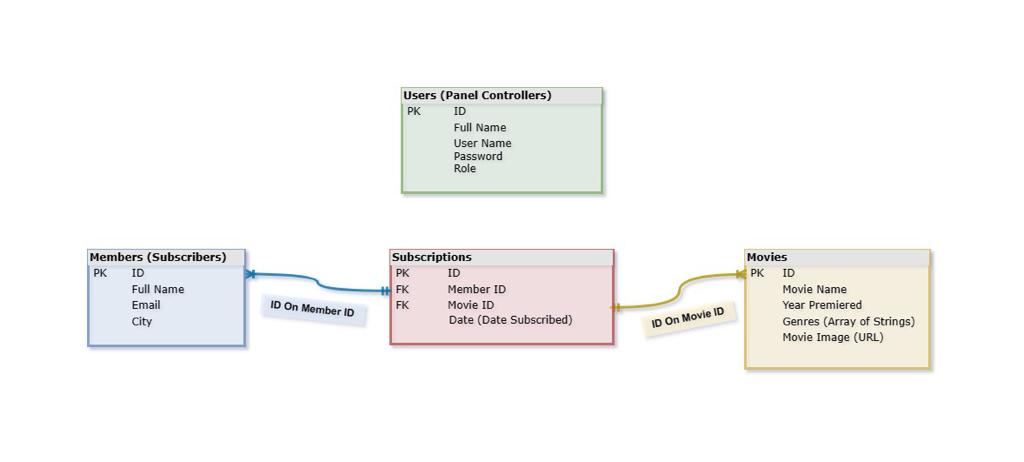 Users (Panel Controllers)
PK ID
Full Name
User Name
Password
Role
Members (Subscribers)
PK ID
Full Name
Email
City
ID On Member ID
Subscriptions
PK ID
FK Member ID
FK Movie ID
Date (Date Subscribed)
ID On Movie ID
Movies
PK ID
Movie Name
Year Premiered
Genres (Array of Strings)
Movie Image (URL)